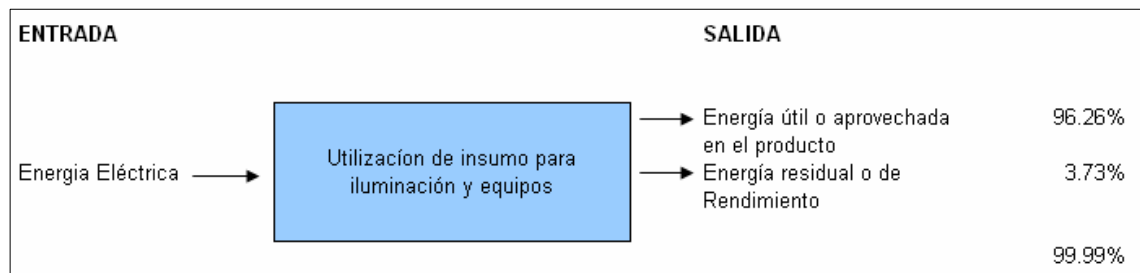 ENTRADA
SALIDA
Energia Eléctrica
Utilizacíon de insumo para
iluminación y equipos
Energía útil o aprovechada 96.26%
en el producto
Energía residual o de 3.73%
Rendimiento
99.99%